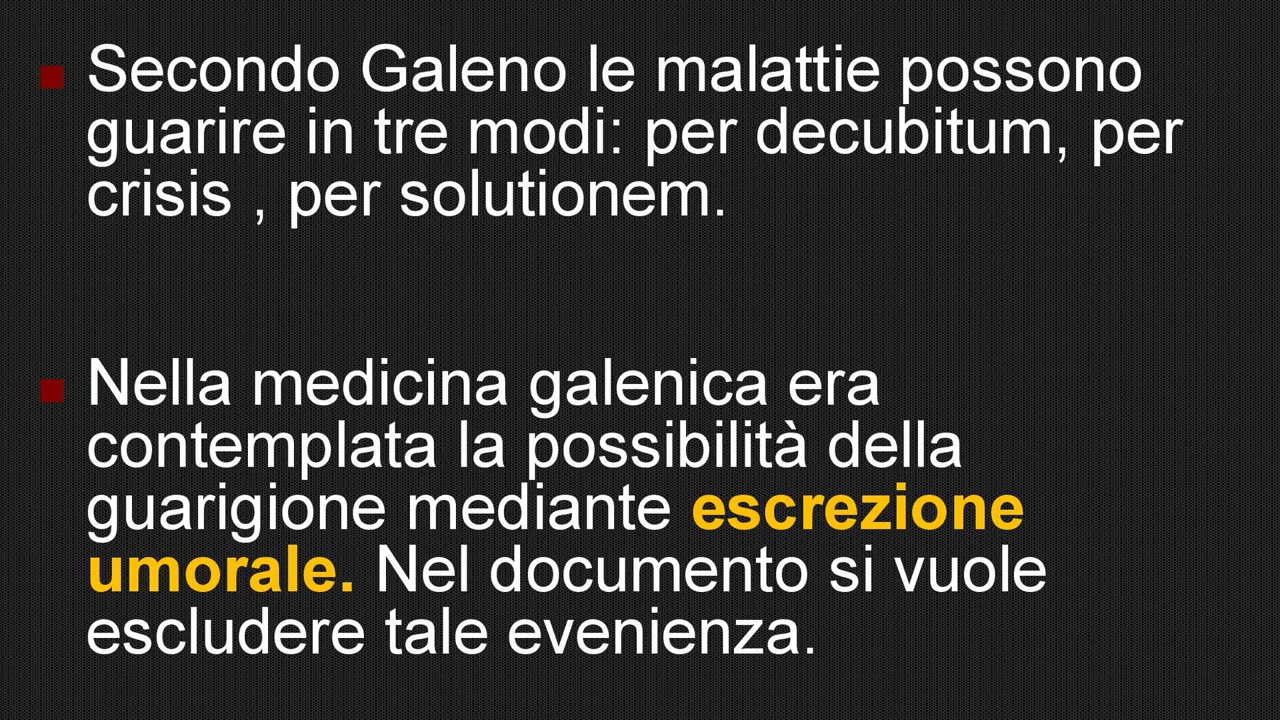 Secondo Galeno le malattie possono
guarire in tre modi: per decubitum, per
crisis , per solutionem.
Nella medicina galenica era
contemplata la possibilità della
guarigione mediante escrezione
umorale. Nel documento si vuole
escludere tale evenienza.